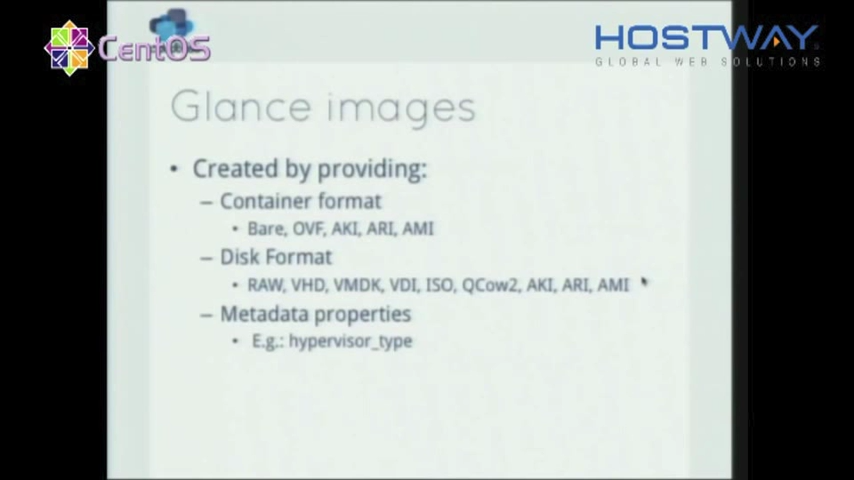 CentOS
HOSTWAY
GLOBAL WEB SOLUTIONS
Glance images
• Created by providing:
– Container format
• Bare, OVF, AKI, ARI, AMI
– Disk Format
• RAW, VHD, VMDK, VDI, ISO, QCow2, AKI, ARI, AMI
– Metadata properties
• E.g.: hypervisor_type